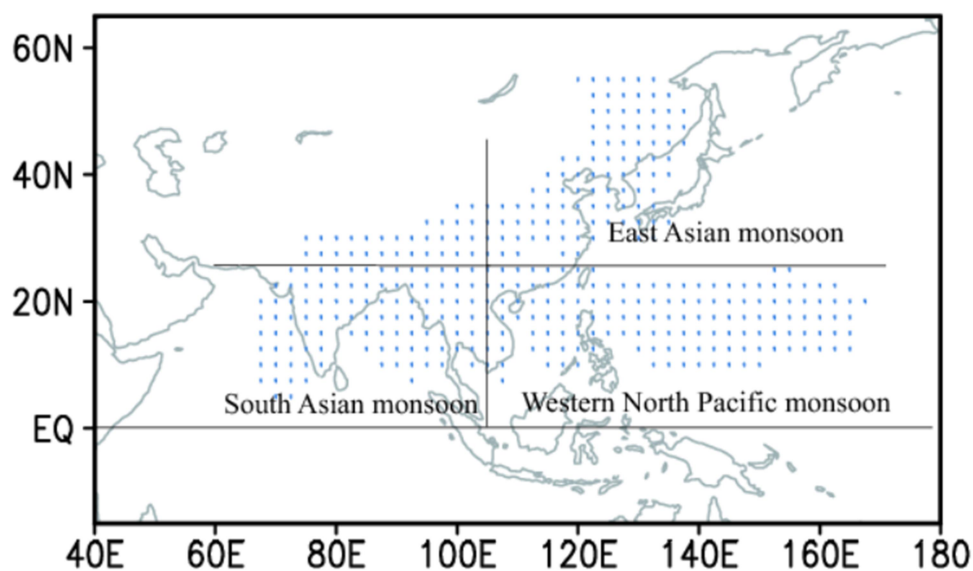 60N
40N
East Asian monsoon
20N
South Asian monsoon
Western North Pacific monsoon
EQ
40E 60E 80E 100E 120E 140E 160E 180